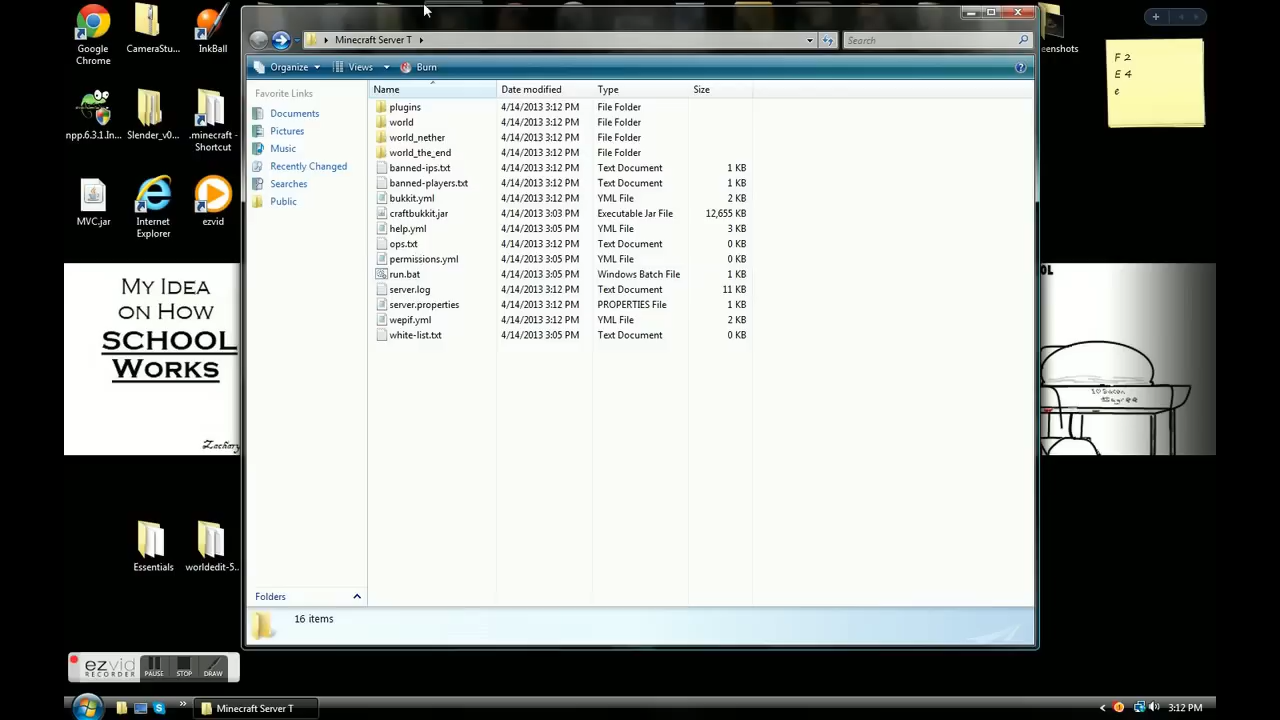 Google
Chrome
CameraStu...
InkBall
npp.6.3.1.In...
Slender_v0...
.minecraft -
Shortcut
MVC.jar
Internet
Explorer
ezvid
MY IDEA
ON HOW
SCHOOL
WORKS
Zachary
Essentials
worldedit-5...
ezvid
RECORDER
PAUSE
STOP
DRAW
Minecraft Server T
Search
Organize
Views
Burn
Favorite Links
Documents
Pictures
Music
Recently Changed
Searches
Public
Folders
Name Date modified Type Size
plugins 4/14/2013 3:12 PM File Folder
world 4/14/2013 3:12 PM File Folder
world_nether 4/14/2013 3:12 PM File Folder
world_the_end 4/14/2013 3:12 PM File Folder
banned-ips.txt 4/14/2013 3:12 PM Text Document 1 KB
banned-players.txt 4/14/2013 3:12 PM Text Document 1 KB
bukkit.yml 4/14/2013 3:12 PM YML File 2 KB
craftbukkit.jar 4/14/2013 3:03 PM Executable Jar File 12,655 KB
help.yml 4/14/2013 3:05 PM YML File 3 KB
ops.txt 4/14/2013 3:12 PM Text Document 0 KB
permissions.yml 4/14/2013 3:05 PM YML File 0 KB
run.bat 4/14/2013 3:05 PM Windows Batch File 1 KB
server.log 4/14/2013 3:12 PM Text Document 11 KB
server.properties 4/14/2013 3:12 PM PROPERTIES File 1 KB
wepif.yml 4/14/2013 3:12 PM YML File 2 KB
white-list.txt 4/14/2013 3:05 PM Text Document 0 KB
16 items
eenshots
F 2
E 4
e
OL
Minecraft Server T
3:12 PM